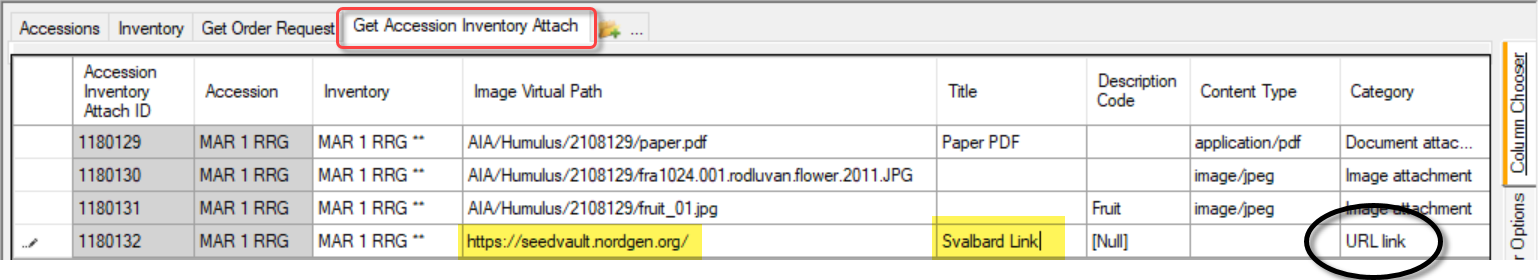 Accessions Inventory Get Order Request Get Accession Inventory Attach ...
Accession Inventory Attach ID Accession Inventory Image Virtual Path Title Description Code Content Type Category
1180129 MAR 1 RRG MAR 1 RRG ** AIA/Humulus/2108129/paper.pdf Paper PDF application/pdf Document attac...
1180130 MAR 1 RRG MAR 1 RRG ** AIA/Humulus/2108129/fra1024.001.rodluvan.flower.2011.JPG image/jpeg Image attachment
1180131 MAR 1 RRG MAR 1 RRG ** AIA/Humulus/2108129/fruit_01.jpg Fruit image/jpeg Image attachment
1180132 MAR 1 RRG MAR 1 RRG ** https://seedvault.nordgen.org/ Svalbard Link [Null] URL link
Column Chooser
r Options